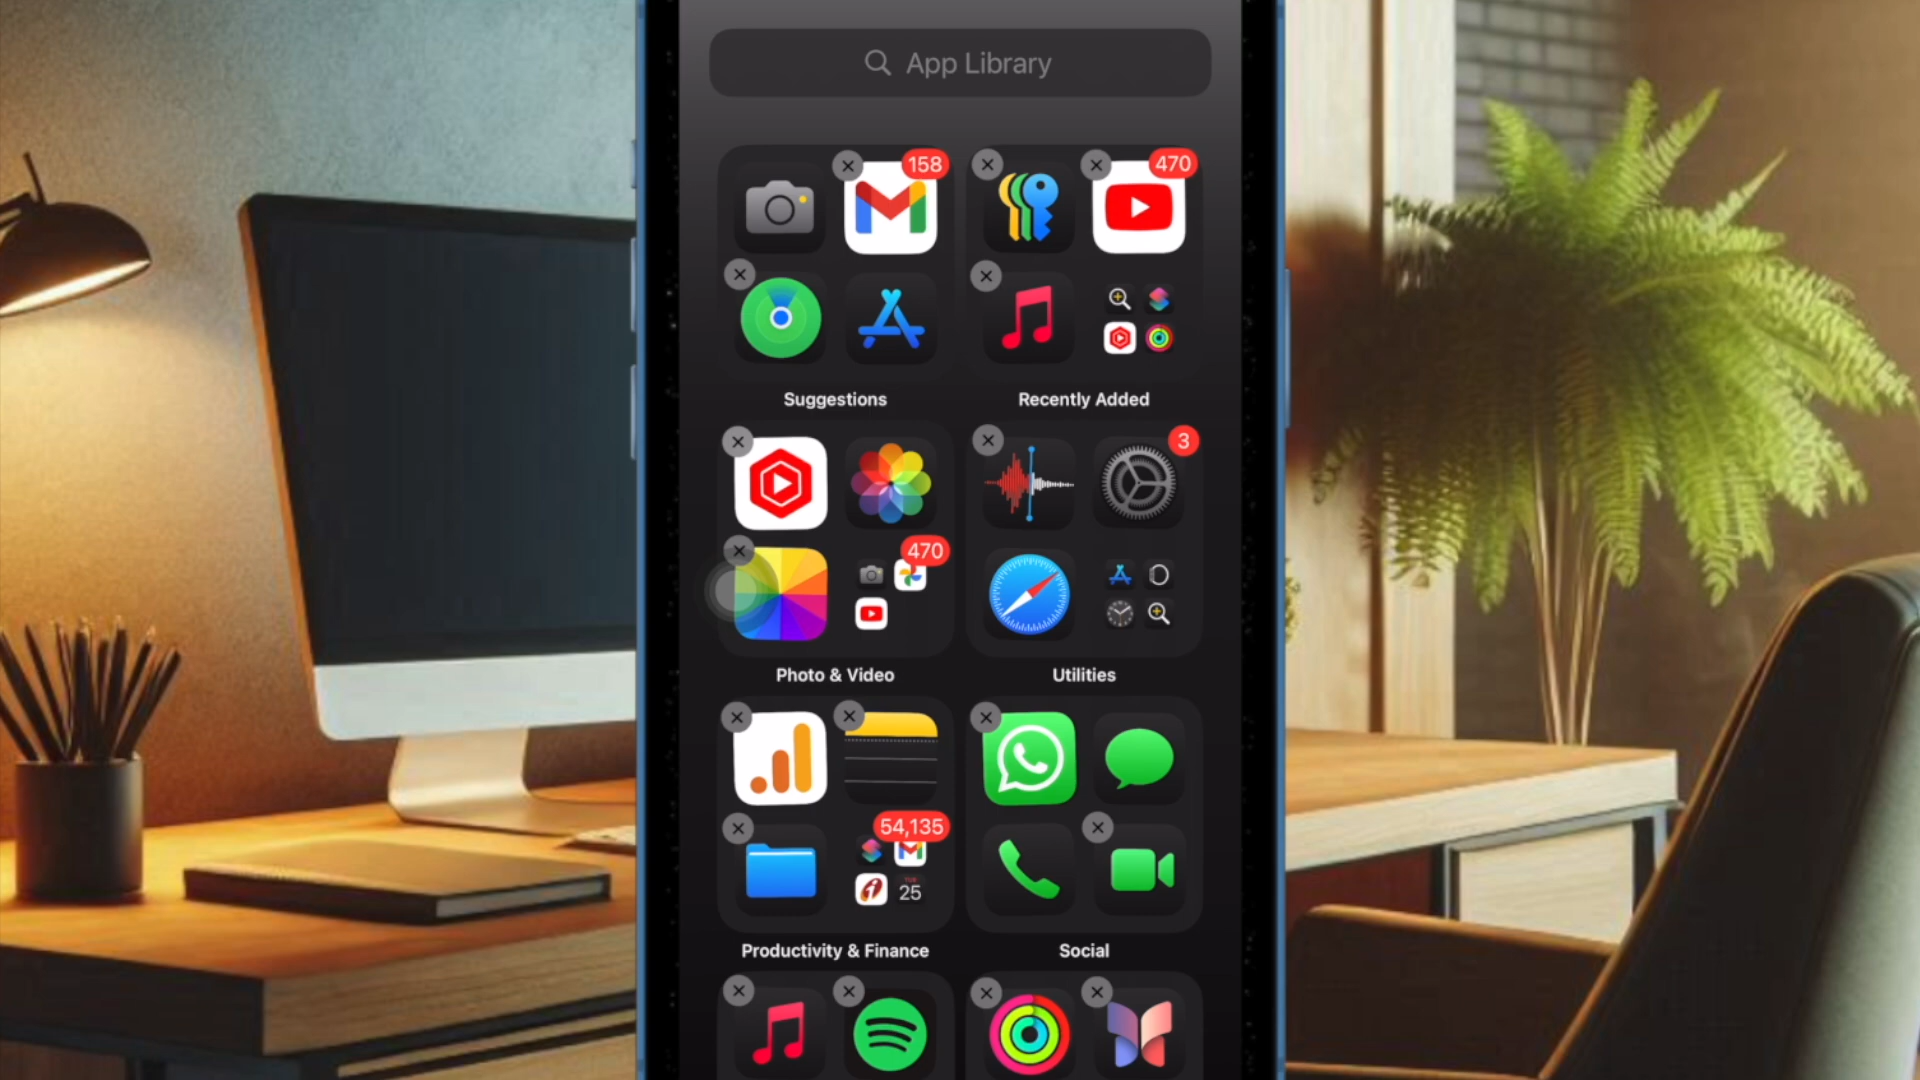 App Library
158
470
Suggestions
Recently Added
3
470
Photo & Video
Utilities
54,135
25
Productivity & Finance
Social